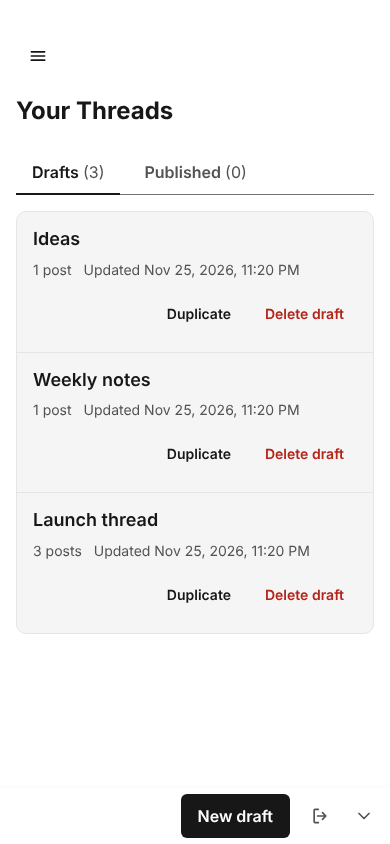 Your Threads
Drafts (3) Published (0)
Ideas
1 post Updated Nov 25, 2026, 11:20 PM
Duplicate Delete draft
Weekly notes
1 post Updated Nov 25, 2026, 11:20 PM
Duplicate Delete draft
Launch thread
3 posts Updated Nov 25, 2026, 11:20 PM
Duplicate Delete draft
New draft